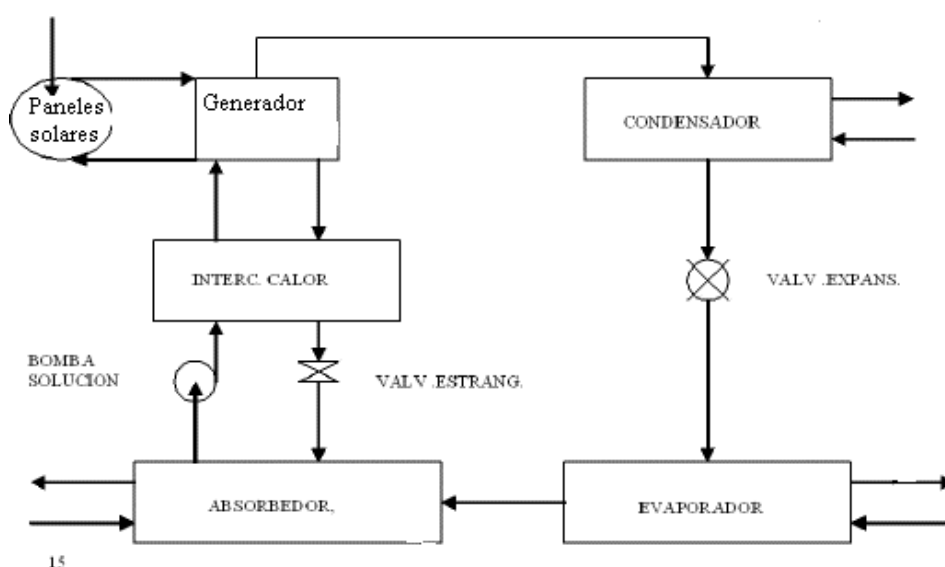 Paneles
solares
Generador
CONDENSADOR
INTERC. CALOR
VALV .EXPANS.
BOMBA
SOLUCION
VALV .ESTRANG.
ABSORBEDOR,
EVAPORADOR
15